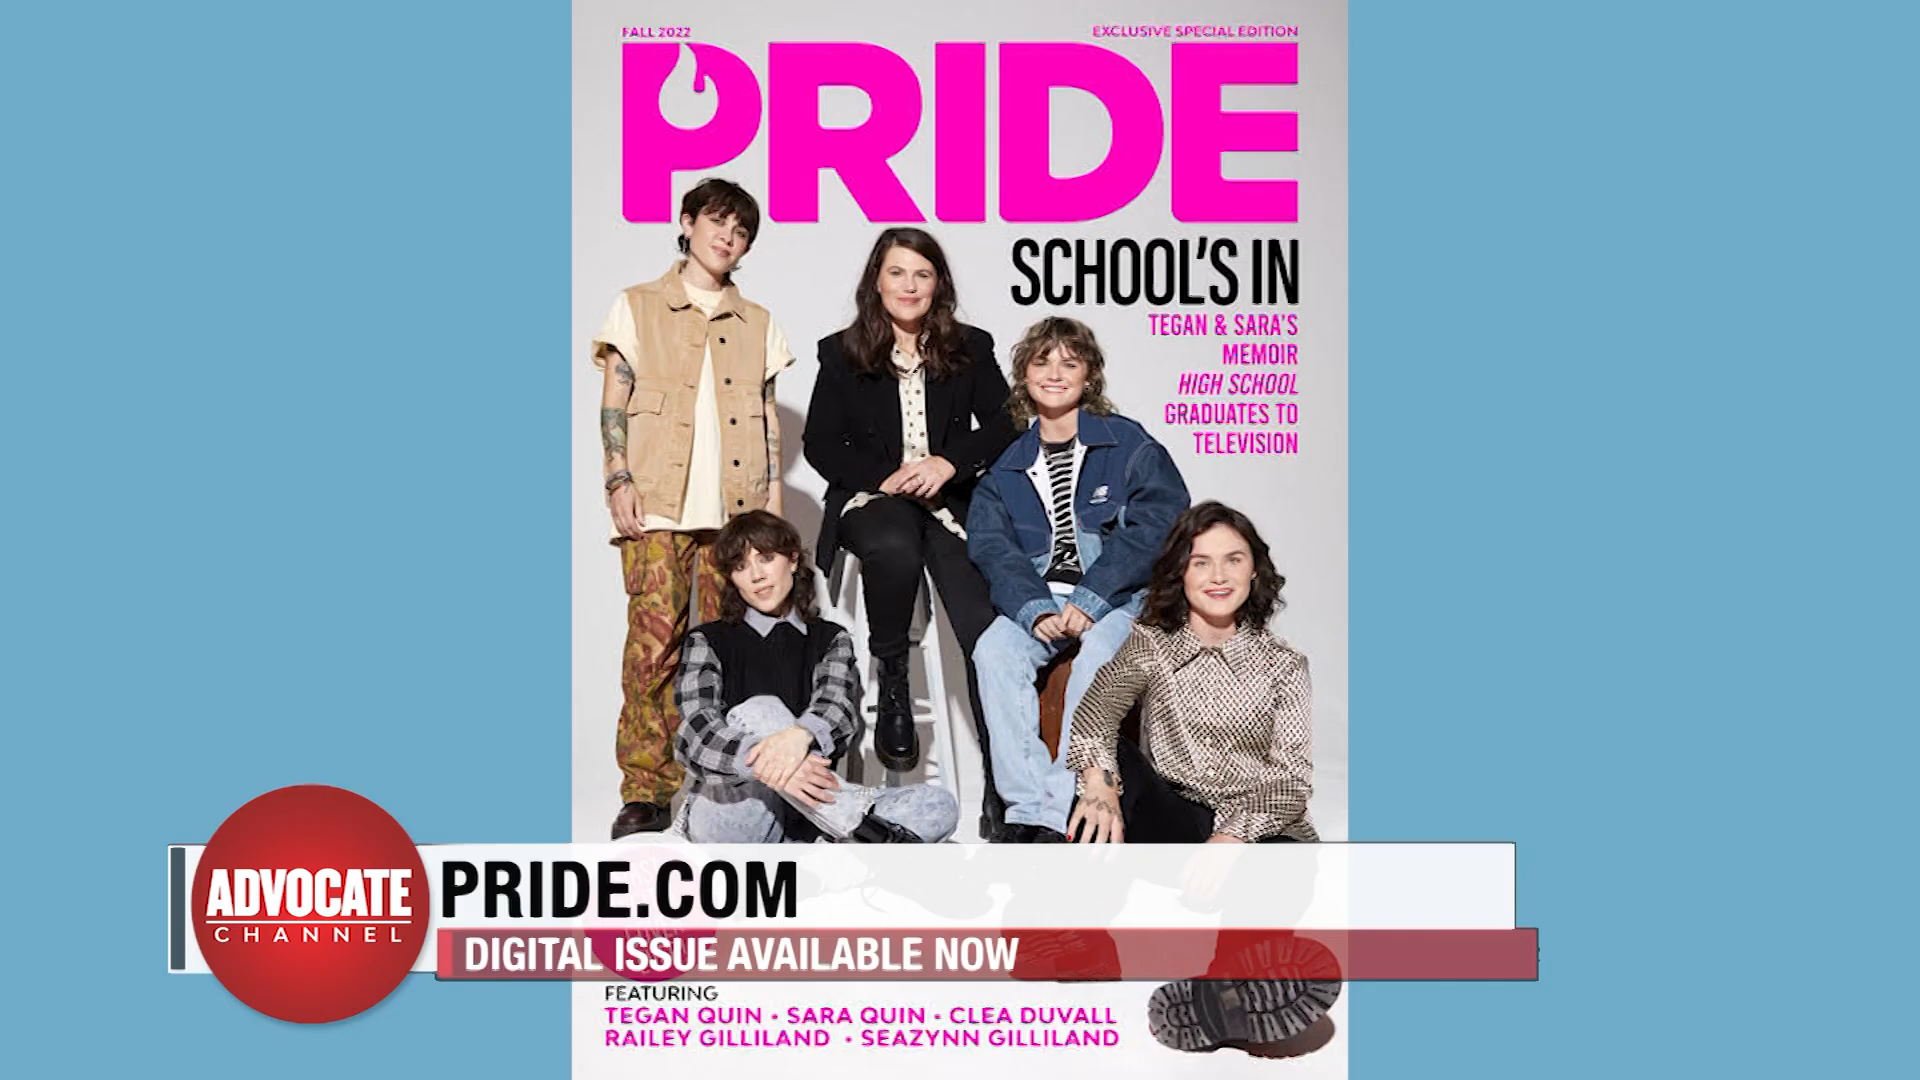 FALL 2022
EXCLUSIVE SPECIAL EDITION
PRIDE
SCHOOL'S IN
TEGAN & SARA'S
MEMOIR
HIGH SCHOOL
GRADUATES TO
TELEVISION
ADVOCATE
CHANNEL
PRIDE.COM
DIGITAL ISSUE AVAILABLE NOW
FEATURING
TEGAN QUIN • SARA QUIN • CLEA DUVALL
RAILEY GILLILAND • SEAZYNN GILLILAND